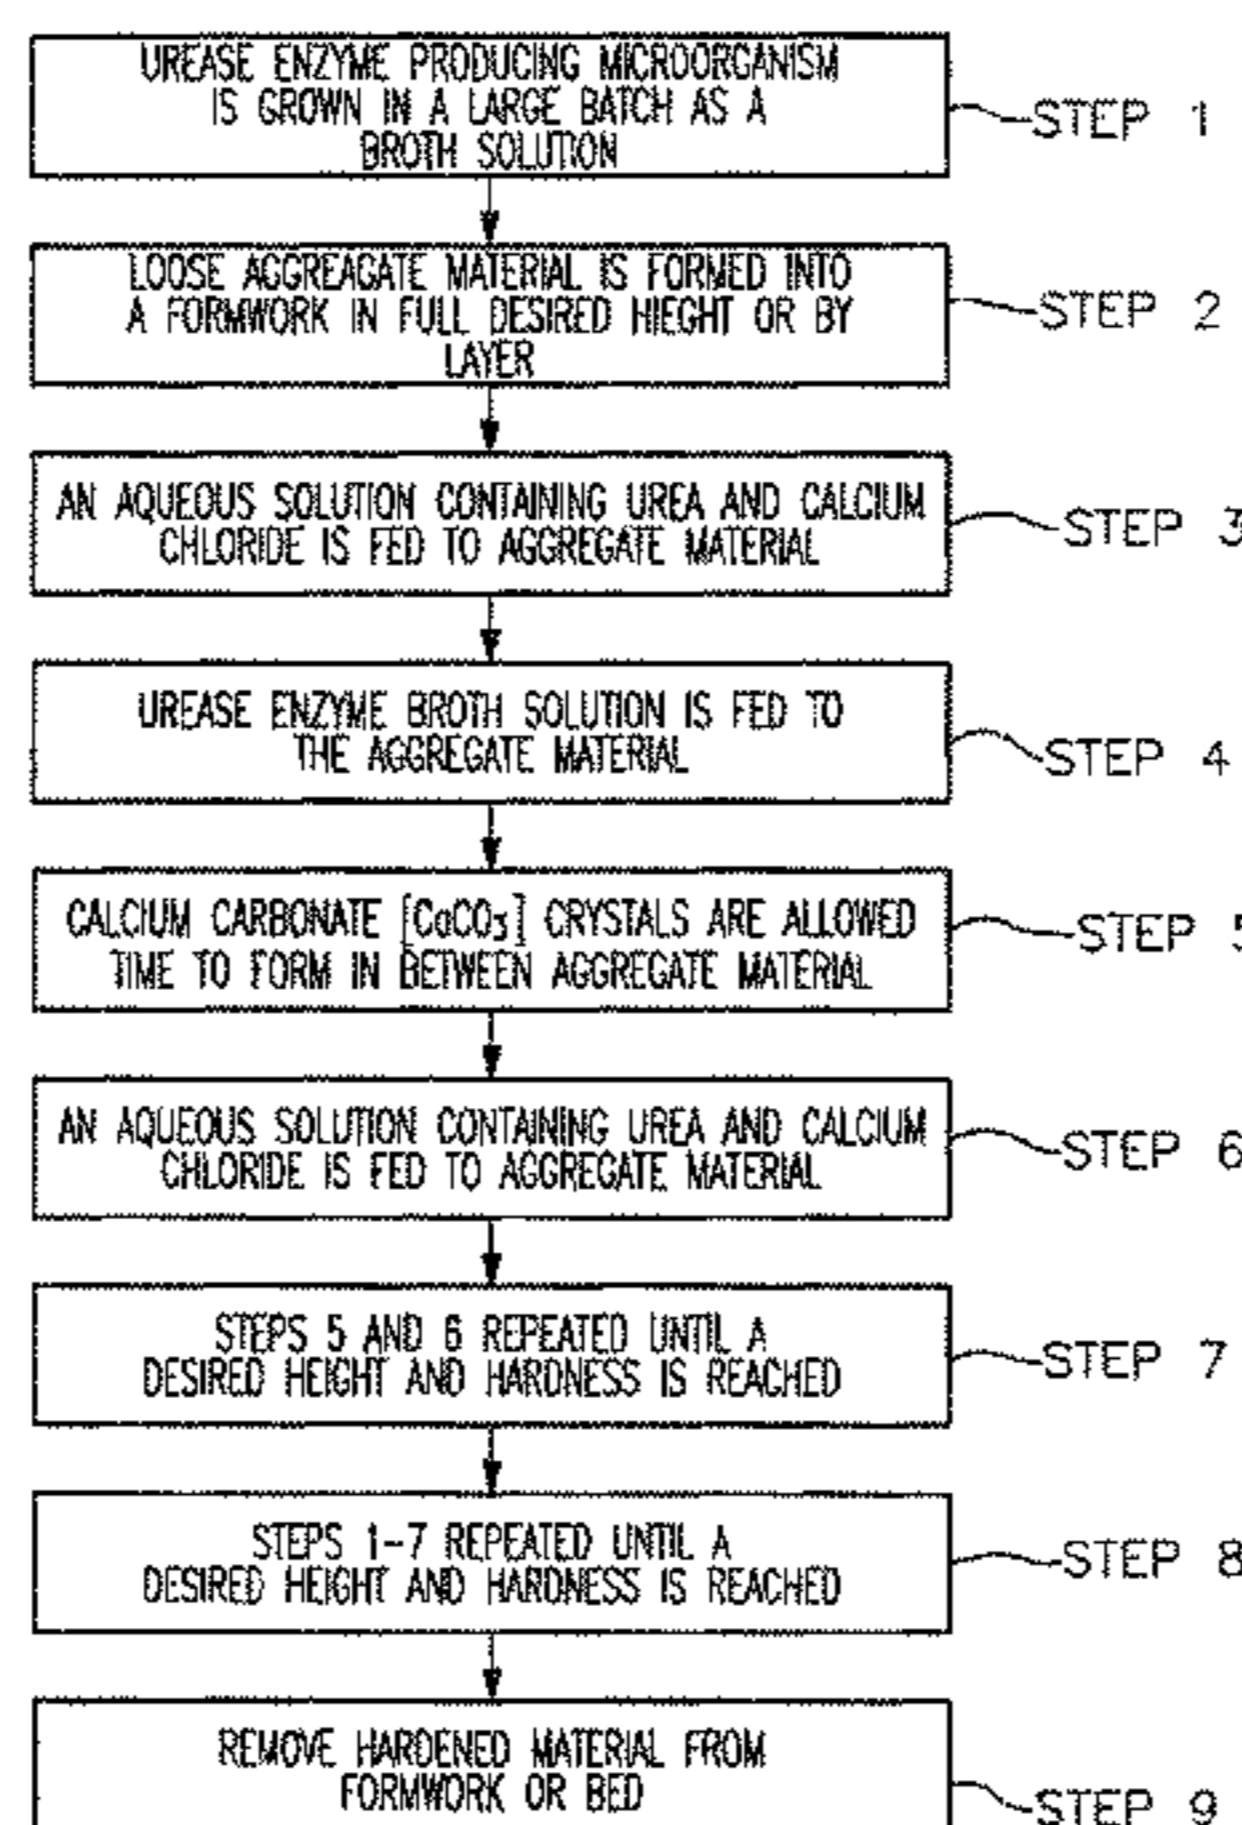 UREASE ENZYME PRODUCING MICROORGANISM
IS GROWN IN A LARGE BATCH AS A
BROTH SOLUTION
STEP 1
LOOSE AGGREAGATE MATERIAL IS FORMED INTO
A FORMWORK IN FULL DESIRED HIEGHT OR BY
LAYER
STEP 2
AN AQUEOUS SOLUTION CONTAINING UREA AND CALCIUM
CHLORIDE IS FED TO AGGREGATE MATERIAL
STEP 3
UREASE ENZYME BROTH SOLUTION IS FED TO
THE AGGREGATE MATERIAL
STEP 4
CALCIUM CARBONATE [CaCO3] CRYSTALS ARE ALLOWED
TIME TO FORM IN BETWEEN AGGREGATE MATERIAL
STEP 5
AN AQUEOUS SOLUTION CONTAINING UREA AND CALCIUM
CHLORIDE IS FED TO AGGREGATE MATERIAL
STEP 6
STEPS 5 AND 6 REPEATED UNTIL A
DESIRED HEIGHT AND HARDNESS IS REACHED
STEP 7
STEPS 1-7 REPEATED UNTIL A
DESIRED HEIGHT AND HARDNESS IS REACHED
STEP 8
REMOVE HARDENED MATERIAL FROM
FORMWORK OR BED
STEP 9